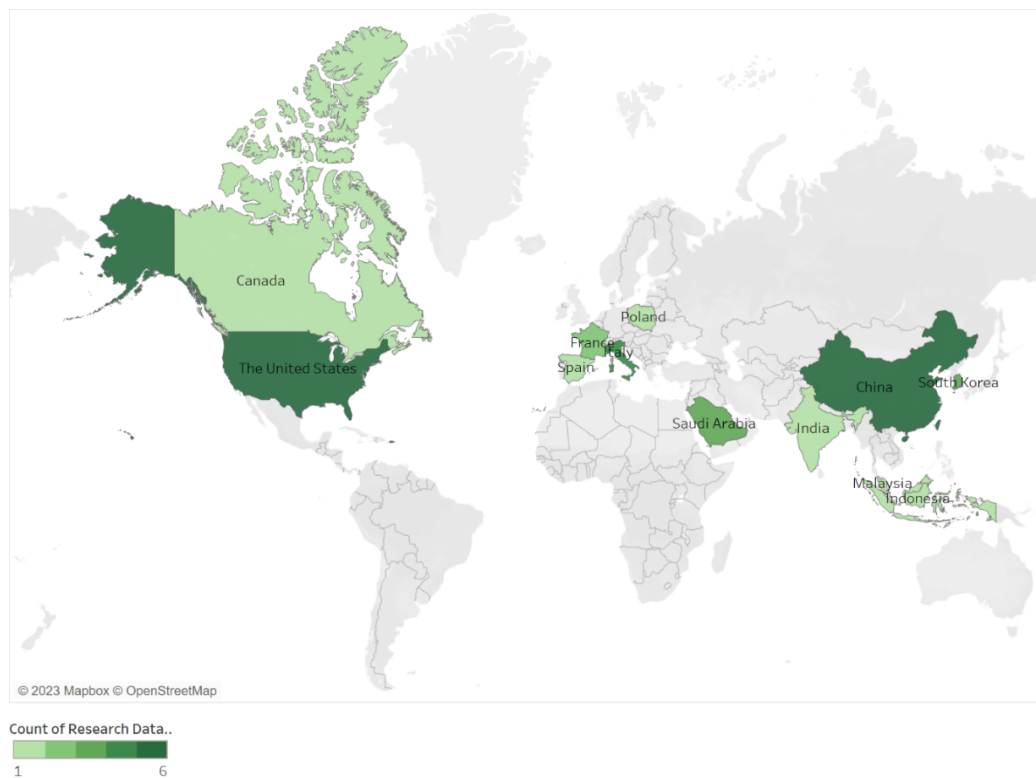 Canada
Poland
France
Italy
Spain
The United States
China
South Korea
Saudi Arabia
India
Malaysia
Indonesia
© 2023 Mapbox © OpenStreetMap
Count of Research Data..
1 6